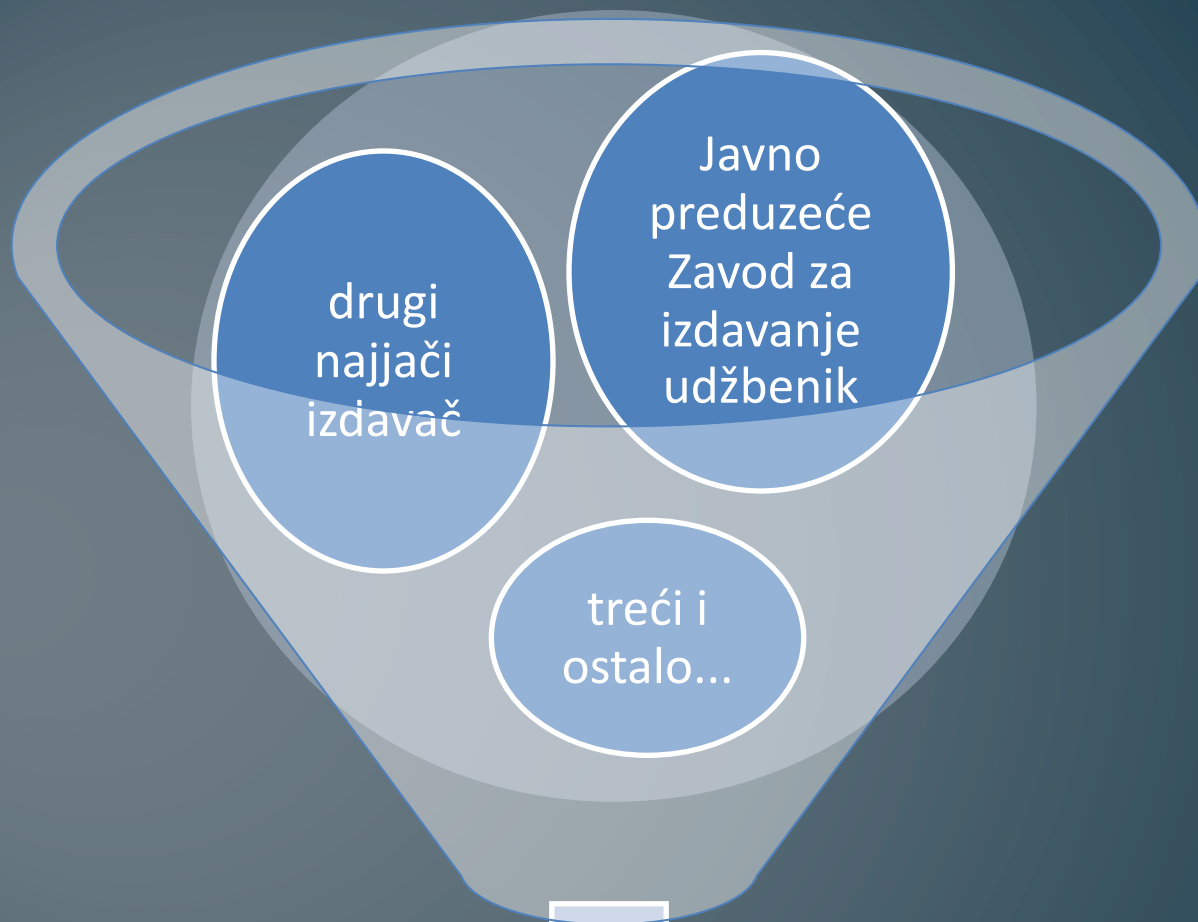 Javno
preduzeće
Zavod za
izdavanje
udžbenik
drugi
najjači
izdavač
treći i
ostalo...